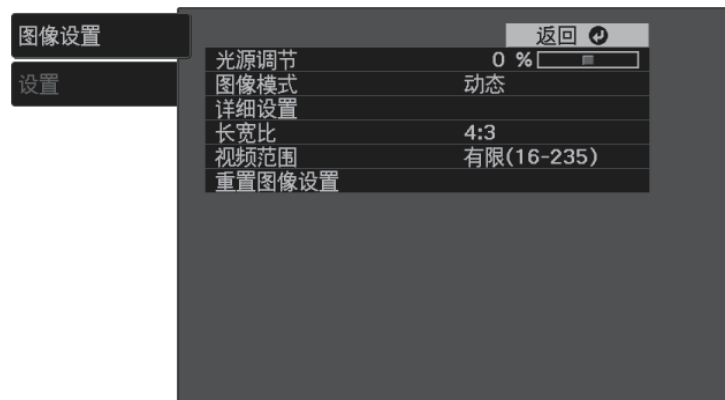 图像设置
设置
返回
光源调节 0 %
图像模式 动态
详细设置
长宽比 4:3
视频范围 有限(16-235)
重置图像设置